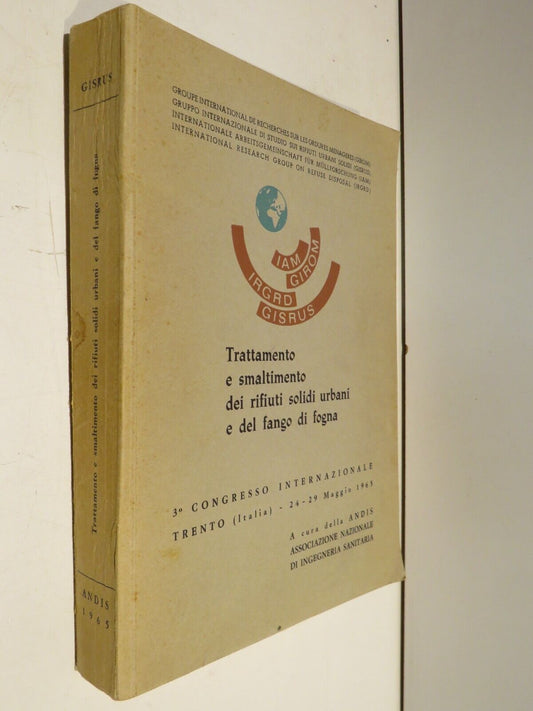 GISRUS
Trattamento e smaltimento dei rifiuti solidi urbani e del fango di fogna
ANDIS
1965
GROUPE INTERNATIONAL DE RECHERCHES SUR LES ORDURES MENAGERES (GIROM)
GRUPPO INTERNAZIONALE DI STUDIO SUI RIFIUTI URBANI SOLIDI (GISRUS)
INTERNATIONALE ARBEITSGEMEINSCHAFT FÜR MÜLLFORSCHUNG (IAM)
INTERNATIONAL RESEARCH GROUP ON REFUSE DISPOSAL (IRGRD)
IAM
GIROM
IRGRD
GISRUS
Trattamento
e smaltimento
dei rifiuti solidi urbani
e del fango di fogna
3º CONGRESSO INTERNAZIONALE
TRENTO (Italia) - 24-29 Maggio 1965
A cura della ANDIS
ASSOCIAZIONE NAZIONALE
DI INGEGNERIA SANITARIA